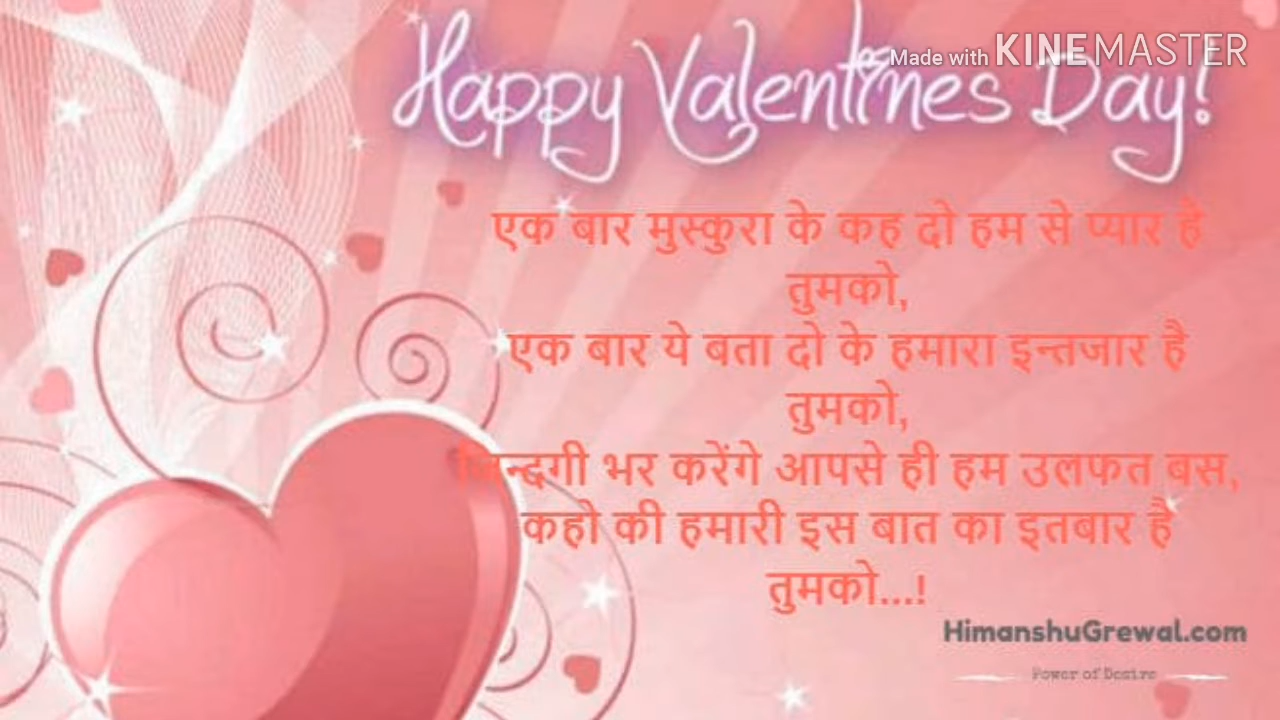 Made with KINEMASTER
Happy Valentines Day!
एक बार मुस्कुरा के कह दो हम से प्यार है
तुमको,
एक बार ये बता दो के हमारा इन्तजार है
तुमको,
जिन्दगी भर करेंगे आपसे ही हम उलफत बस,
कहो की हमारी इस बात का इतबार है
तुमको...!
HimanshuGrewal.com
Power of Desire